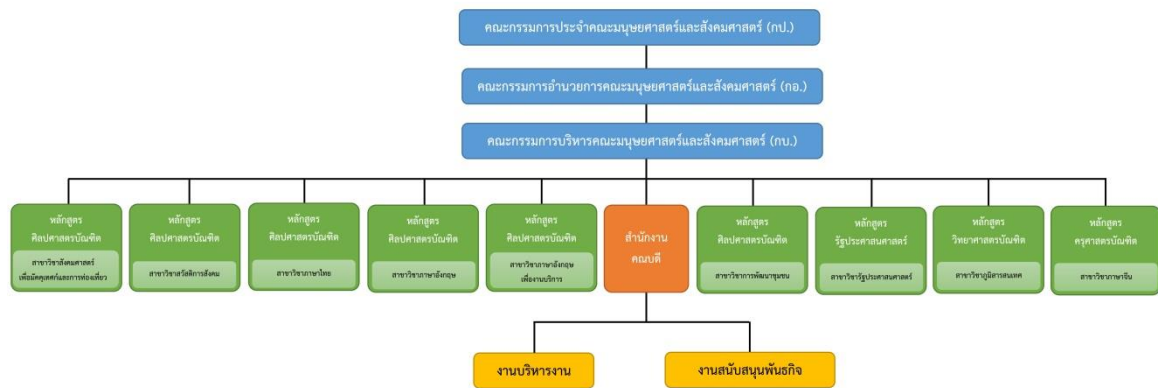 คณะกรรมการประจำคณะมนุษยศาสตร์และสังคมศาสตร์ (กป.)
คณะกรรมการอำนวยการคณะมนุษยศาสตร์และสังคมศาสตร์ (กอ.)
คณะกรรมการบริหารคณะมนุษยศาสตร์และสังคมศาสตร์ (กบ.)
หลักสูตร
ศิลปศาสตรบัณฑิต
สาขาวิชาสังคมศาสตร์
เพื่อมัคคุเทศก์และการท่องเที่ยว
หลักสูตร
ศิลปศาสตรบัณฑิต
สาขาวิชาสวัสดิการสังคม
หลักสูตร
ศิลปศาสตรบัณฑิต
สาขาวิชาภาษาไทย
หลักสูตร
ศิลปศาสตรบัณฑิต
สาขาวิชาภาษาอังกฤษ
หลักสูตร
ศิลปศาสตรบัณฑิต
สาขาวิชาภาษาอังกฤษ
เพื่องานบริการ
สำนักงาน
คณบดี
หลักสูตร
ศิลปศาสตรบัณฑิต
สาขาวิชาการพัฒนาชุมชน
หลักสูตร
รัฐประศาสนศาสตร์
สาขาวิชารัฐประศาสนศาสตร์
หลักสูตร
วิทยาศาสตรบัณฑิต
สาขาวิชาภูมิสารสนเทศ
หลักสูตร
ครุศาสตรบัณฑิต
สาขาวิชาภาษาจีน
งานบริหารงาน
งานสนับสนุนพันธกิจ